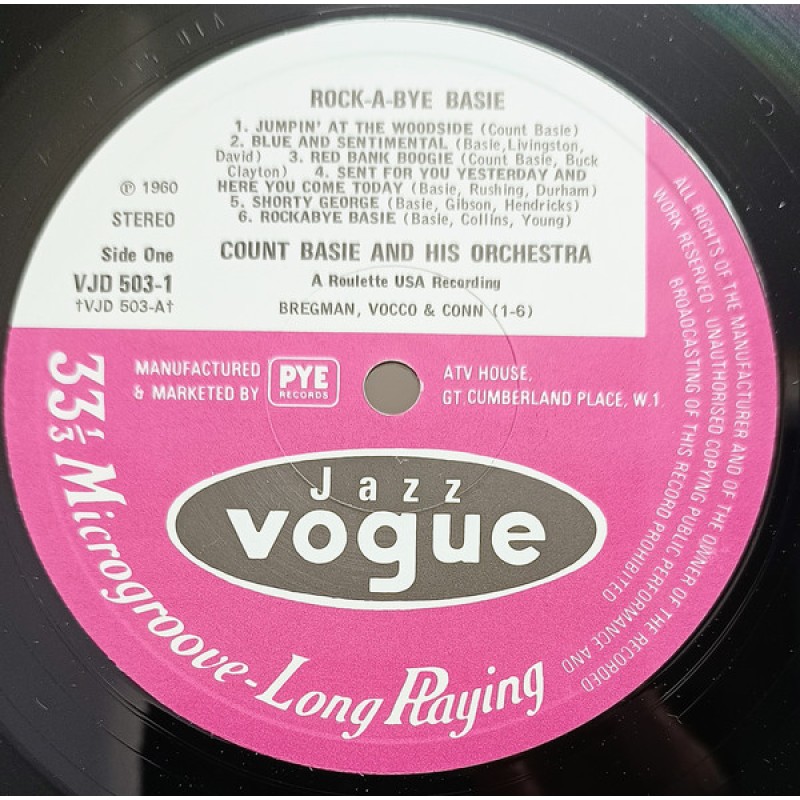 ROCK-A-BYE BASIE
1. JUMPIN' AT THE WOODSIDE (Count Basie)
2. BLUE AND SENTIMENTAL (Basie,Livingston,
David) 3. RED BANK BOOGIE (Count Basie, Buck
Clayton) 4. SENT FOR YOU YESTERDAY AND
HERE YOU COME TODAY (Basie, Rushing, Durham)
5. SHORTY GEORGE (Basie, Gibson, Hendricks)
6. ROCKABYE BASIE (Basie, Collins, Young)
℗ 1960
STEREO
Side One
VJD 503-1
†VJD 503-A†
COUNT BASIE AND HIS ORCHESTRA
A Roulette USA Recording
BREGMAN, VOCCO & CONN (1-6)
MANUFACTURED
& MARKETED BY
PYE
RECORDS
ATV HOUSE,
GT. CUMBERLAND PLACE, W.1.
Jazz
vogue
33⅓ Microgroove-Long Playing
ALL RIGHTS OF THE MANUFACTURER AND OF THE OWNER OF THE RECORDED
WORK RESERVED · UNAUTHORISED COPYING PUBLIC PERFORMANCE AND
BROADCASTING OF THIS RECORD PROHIBITED